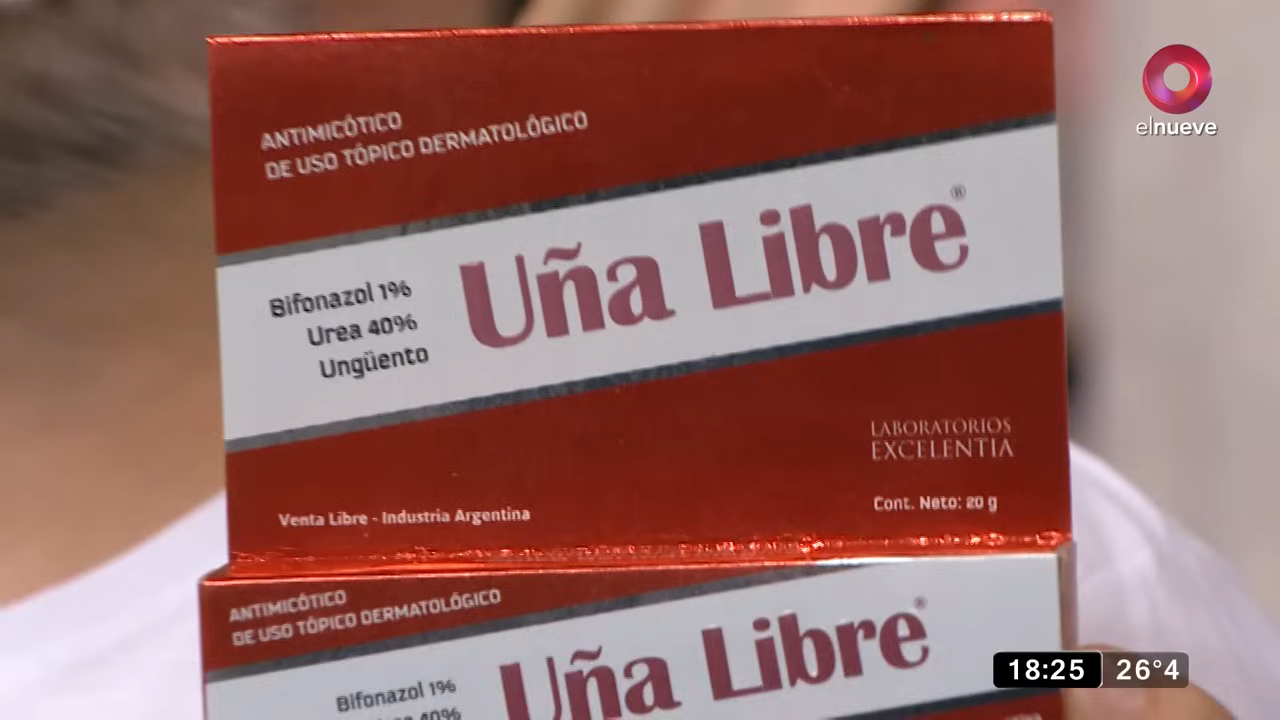 ANTIMICÓTICO
DE USO TÓPICO DERMATOLÓGICO
Bifonazol 1%
Urea 40%
Ungüento
Uña Libre®
LABORATORIOS
EXCELENTIA
Venta Libre - Industria Argentina
Cont. Neto: 20 g
ANTIMICÓTICO
DE USO TÓPICO DERMATOLÓGICO
Bifonazol 1%
40%
Uña Libre®
elnueve
18:25 26°4